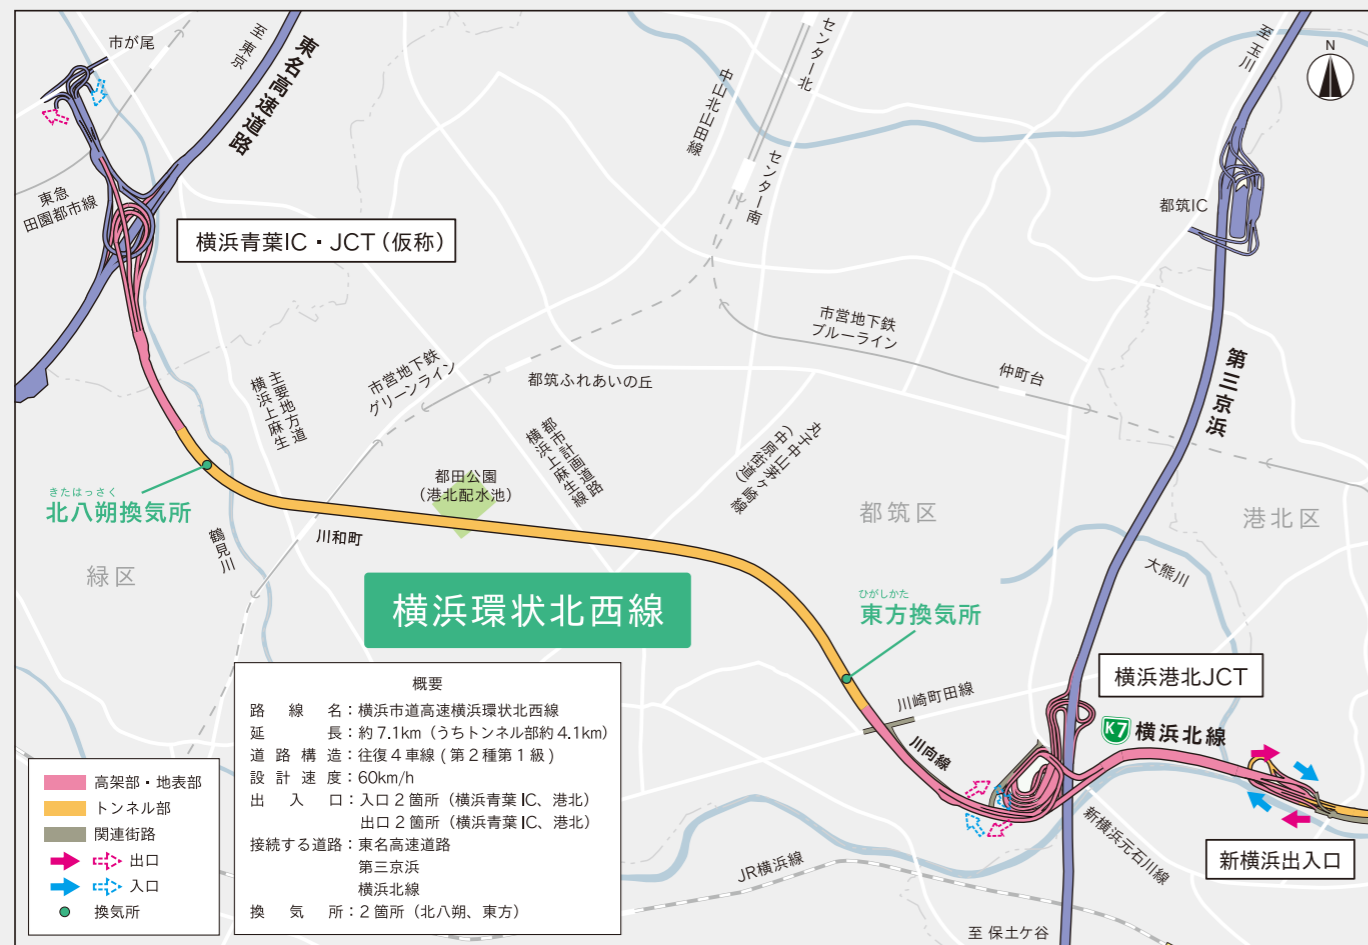 市が尾
至 東京
東名高速道路
東急
田園都市線
横浜青葉IC・JCT（仮称）
中山北山田線
センター北
センター南
至 玉川
N
都筑IC
市営地下鉄
ブルーライン
仲町台
第三京浜
主要地方道
横浜上麻生
市営地下鉄
グリーンライン
都筑ふれあいの丘
都市計画道路
横浜上麻生線
丸子中山茅ヶ崎線
（中原街道）
都田公園
（港北配水池）
きたはっさく
北八朔換気所
鶴見川
川和町
緑区
都筑区
港北区
大熊川
横浜環状北西線
ひがしかた
東方換気所
川崎町田線
川向線
横浜港北JCT
K7 横浜北線
新横浜元石川線
新横浜出入口
JR横浜線
至 保土ケ谷
概要
路線名：横浜市道高速横浜環状北西線
延長：約7.1km（うちトンネル部約4.1km）
道路構造：往復4車線（第2種第1級）
設計速度：60km/h
出入口：入口2箇所（横浜青葉IC、港北）
出口2箇所（横浜青葉IC、港北）
接続する道路：東名高速道路
第三京浜
横浜北線
換気所：2箇所（北八朔、東方）
高架部・地表部
トンネル部
関連街路
出口
入口
換気所